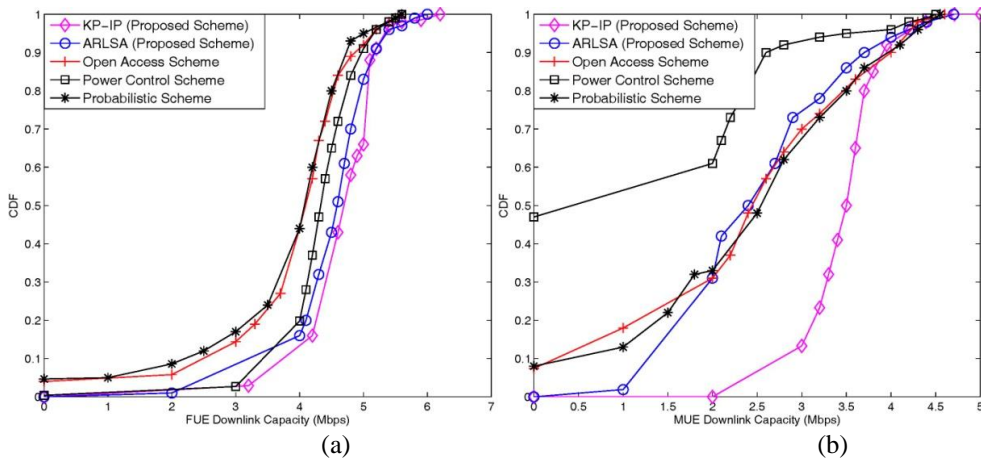 KP-IP (Proposed Scheme)
ARLSA (Proposed Scheme)
Open Access Scheme
Power Control Scheme
Probabilistic Scheme
1
0.9
0.8
0.7
0.6
0.5
0.4
0.3
0.2
0.1
0
CDF
0 1 2 3 4 5 6 7
FUE Downlink Capacity (Mbps)
(a)
KP-IP (Proposed Scheme)
ARLSA (Proposed Scheme)
Open Access Scheme
Power Control Scheme
Probabilistic Scheme
1
0.9
0.8
0.7
0.6
0.5
0.4
0.3
0.2
0.1
0
CDF
0 0.5 1 1.5 2 2.5 3 3.5 4 4.5 5
MUE Downlink Capacity (Mbps)
(b)